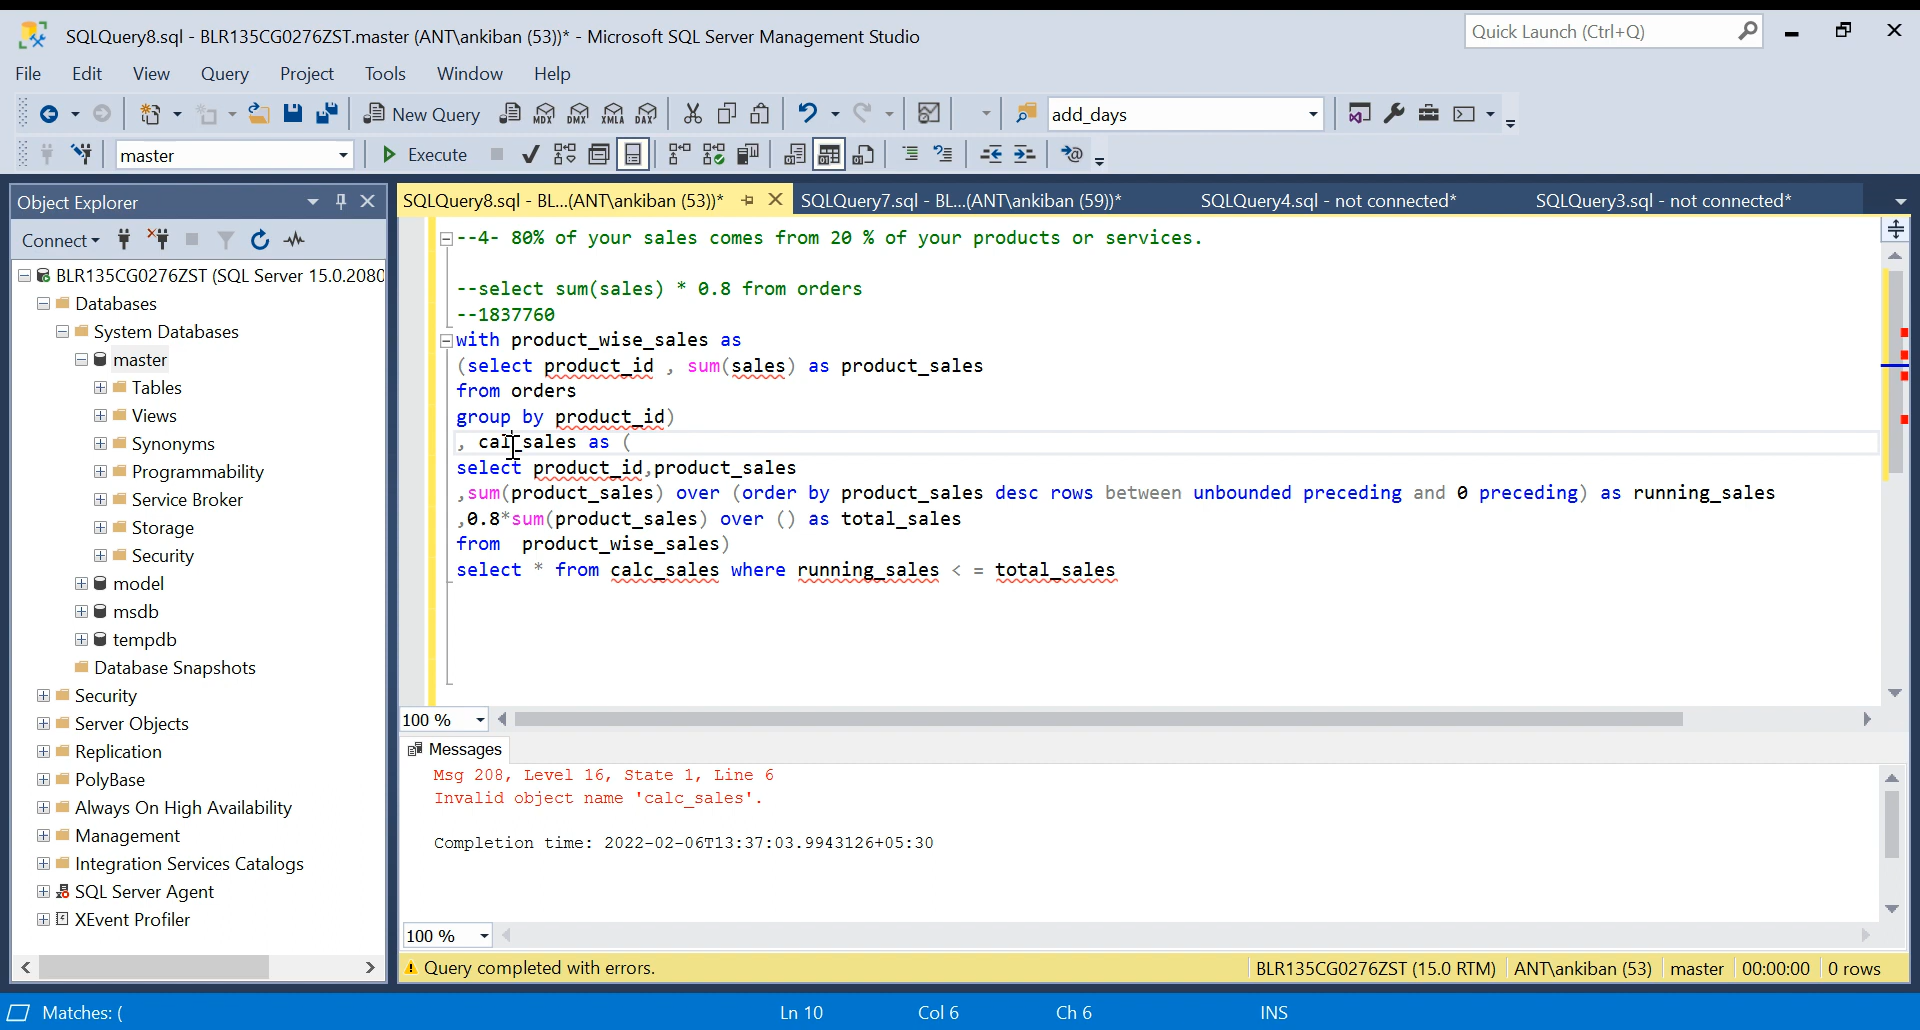 SQLQuery8.sql - BLR135CG0276ZST.master (ANT\ankiban (53))* - Microsoft SQL Server Management Studio
Quick Launch (Ctrl+Q)
File Edit View Query Project Tools Window Help
New Query MDX DMX XMLA DAX add_days
master Execute
Object Explorer
SQLQuery8.sql - BL...(ANT\ankiban (53))* SQLQuery7.sql - BL...(ANT\ankiban (59))* SQLQuery4.sql - not connected* SQLQuery3.sql - not connected*
Connect
BLR135CG0276ZST (SQL Server 15.0.2080
Databases
System Databases
master
Tables
Views
Synonyms
Programmability
Service Broker
Storage
Security
model
msdb
tempdb
Database Snapshots
Security
Server Objects
Replication
PolyBase
Always On High Availability
Management
Integration Services Catalogs
SQL Server Agent
XEvent Profiler
--4- 80% of your sales comes from 20 % of your products or services.
--select sum(sales) * 0.8 from orders
--1837760
with product_wise_sales as
(select product_id , sum(sales) as product_sales
from orders
group by product_id)
, cal_sales as (
select product_id,product_sales
,sum(product_sales) over (order by product_sales desc rows between unbounded preceding and 0 preceding) as running_sales
,0.8*sum(product_sales) over () as total_sales
from  product_wise_sales)
select * from calc_sales where running_sales < = total_sales
100 %
Messages
Msg 208, Level 16, State 1, Line 6
Invalid object name 'calc_sales'.
Completion time: 2022-02-06T13:37:03.9943126+05:30
100 %
Query completed with errors. BLR135CG0276ZST (15.0 RTM) ANT\ankiban (53) master 00:00:00 0 rows
Matches: ( Ln 10 Col 6 Ch 6 INS